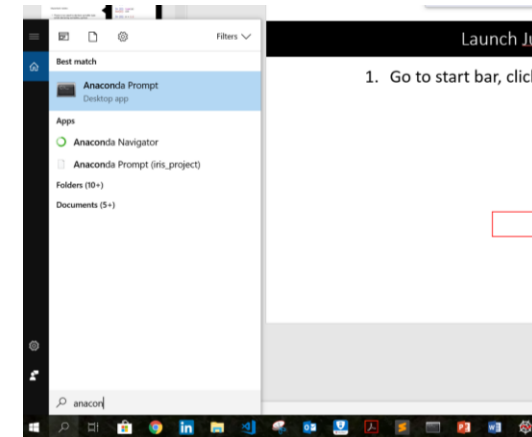 Filters
Best match
Anaconda Prompt
Desktop app
Apps
Anaconda Navigator
Anaconda Prompt (iris_project)
Folders (10+)
Documents (5+)
anacon
Launch Ju
1. Go to start bar, clic